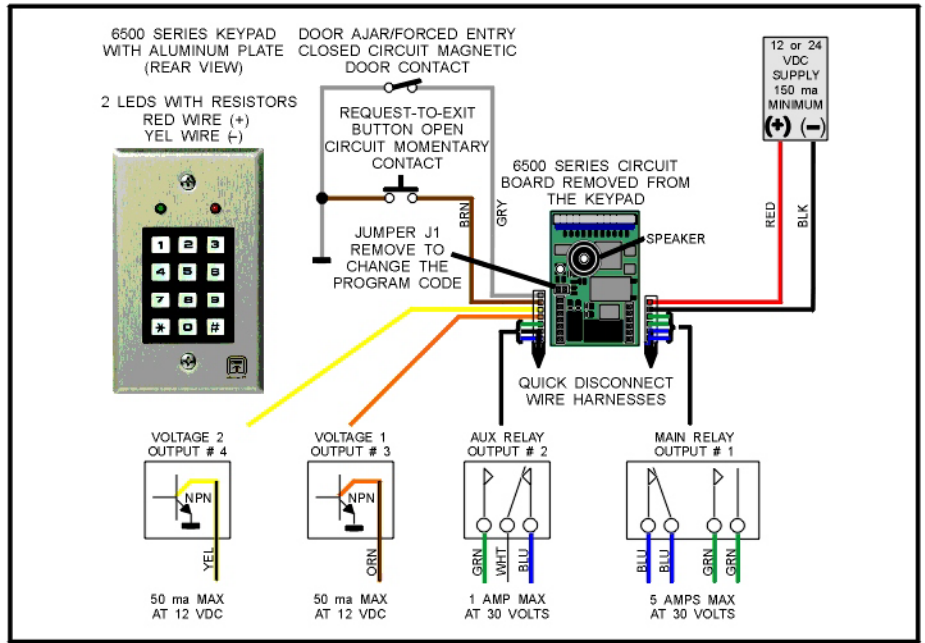 6500 SERIES KEYPAD
WITH ALUMINUM PLATE
(REAR VIEW)
2 LEDS WITH RESISTORS
RED WIRE (+)
YEL WIRE (-)
DOOR AJAR/FORCED ENTRY
CLOSED CIRCUIT MAGNETIC
DOOR CONTACT
REQUEST-TO-EXIT
BUTTON OPEN
CIRCUIT MOMENTARY
CONTACT
12 or 24
VDC
SUPPLY
150 ma
MINIMUM
(+) (-)
6500 SERIES CIRCUIT
BOARD REMOVED FROM
THE KEYPAD
BRN
GRY
RED
BLK
SPEAKER
JUMPER J1
REMOVE TO
CHANGE THE
PROGRAM CODE
1 2 3
4 5 6
7 8 9
* 0 #
QUICK DISCONNECT
WIRE HARNESSES
VOLTAGE 2
OUTPUT # 4
NPN
YEL
50 ma MAX
AT 12 VDC
VOLTAGE 1
OUTPUT # 3
NPN
ORN
50 ma MAX
AT 12 VDC
AUX RELAY
OUTPUT # 2
GRN
WHT
BLU
1 AMP MAX
AT 30 VOLTS
MAIN RELAY
OUTPUT # 1
BLU
BLU
GRN
GRN
5 AMPS MAX
AT 30 VOLTS